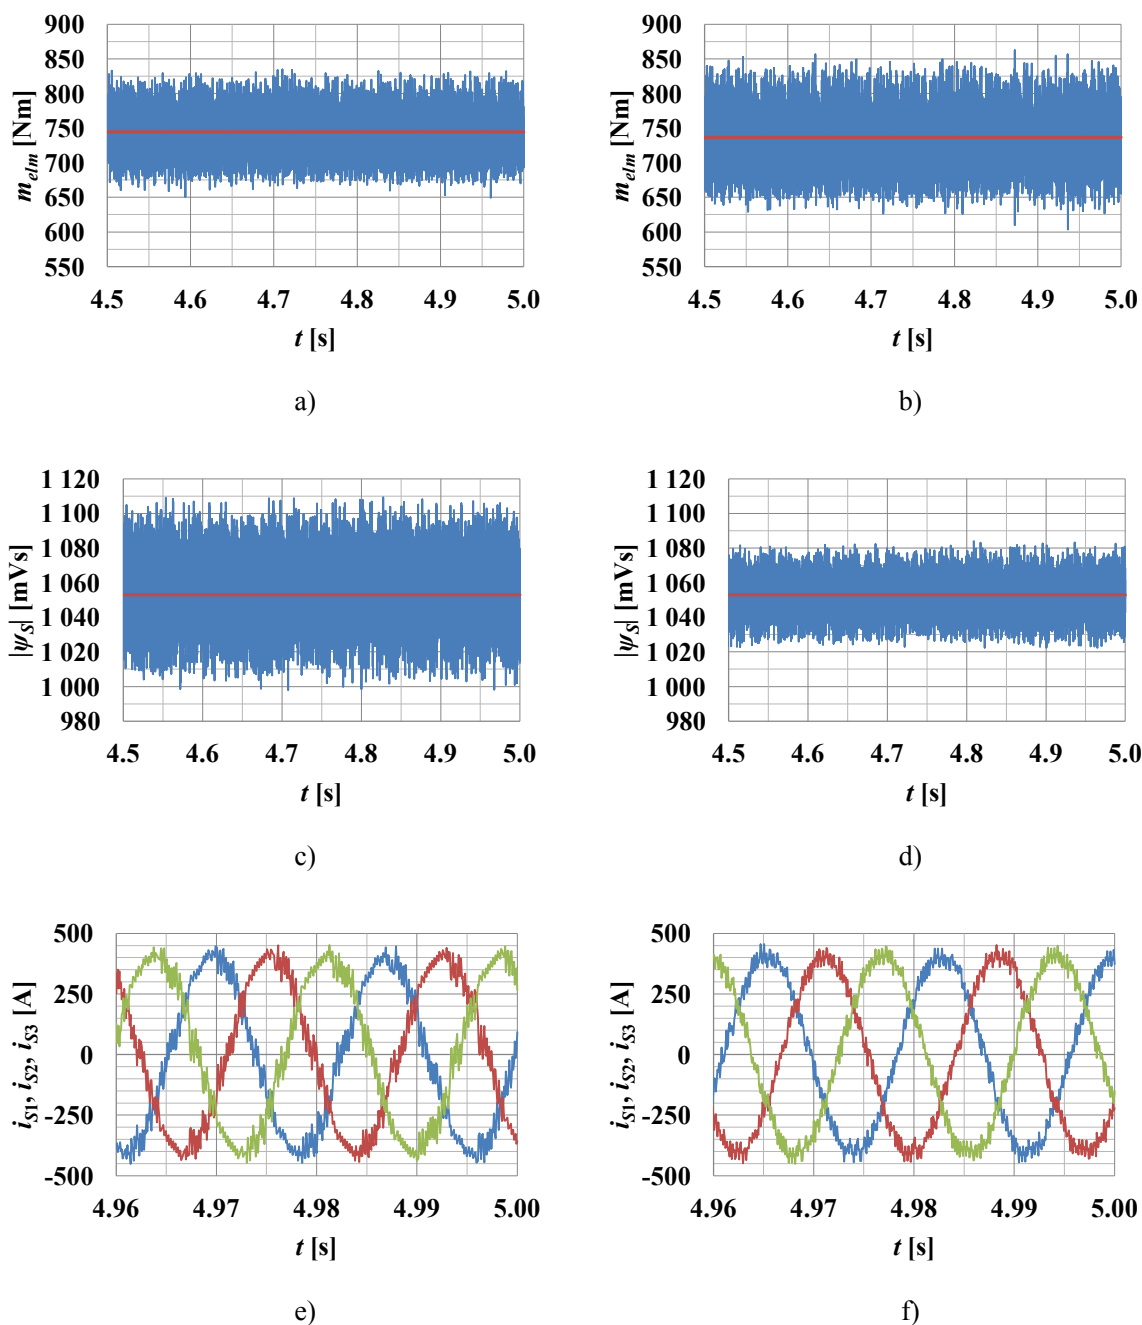 900
850
800
750
700
650
600
550
m_elm [Nm]
4.5 4.6 4.7 4.8 4.9 5.0
t [s]
a)
900
850
800
750
700
650
600
550
m_elm [Nm]
4.5 4.6 4.7 4.8 4.9 5.0
t [s]
b)
1 120
1 100
1 080
1 060
1 040
1 020
1 000
980
|ψ_S| [mVs]
4.5 4.6 4.7 4.8 4.9 5.0
t [s]
c)
1 120
1 100
1 080
1 060
1 040
1 020
1 000
980
|ψ_S| [mVs]
4.5 4.6 4.7 4.8 4.9 5.0
t [s]
d)
500
250
0
-250
-500
i_S1, i_S2, i_S3 [A]
4.96 4.97 4.98 4.99 5.00
t [s]
e)
500
250
0
-250
-500
i_S1, i_S2, i_S3 [A]
4.96 4.97 4.98 4.99 5.00
t [s]
f)